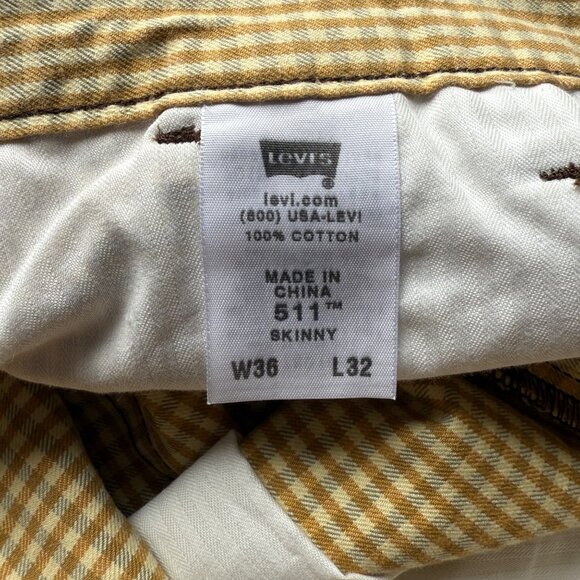 Levi's
levi.com
(800) USA-LEVI
100% COTTON
MADE IN
CHINA
511™
SKINNY
W36 L32